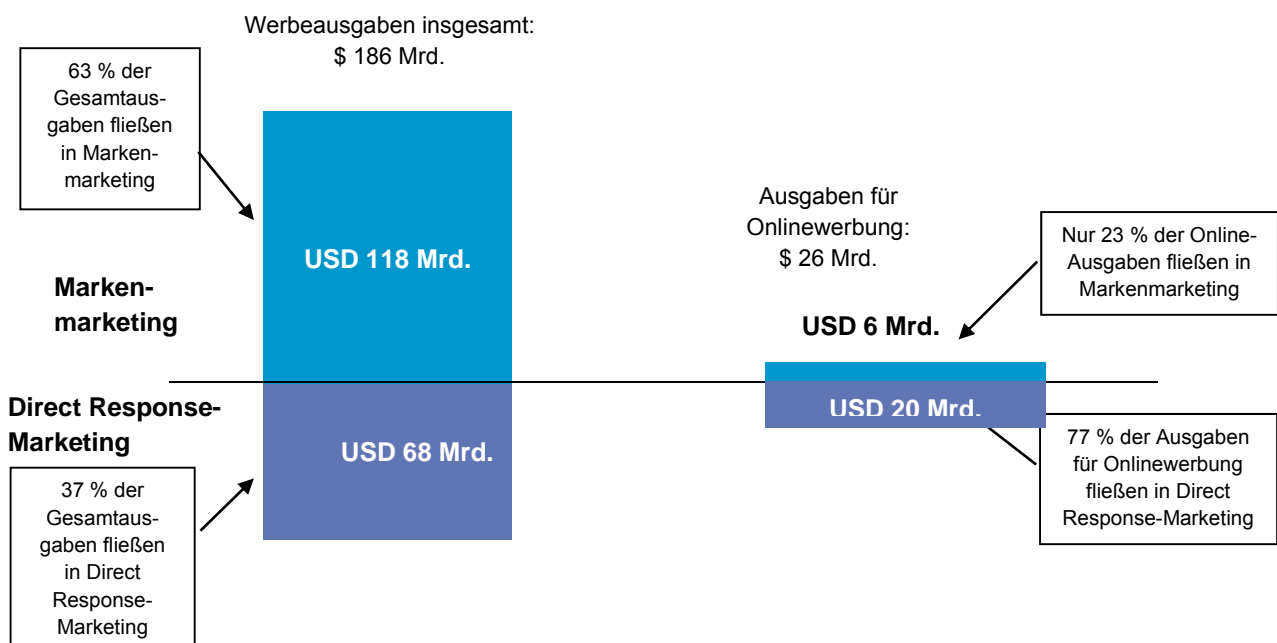 Werbeausgaben insgesamt:
$ 186 Mrd.
63 % der
Gesamtaus-
gaben fließen
in Marken-
marketing
USD 118 Mrd.
Marken-
marketing
Ausgaben für
Onlinewerbung:
$ 26 Mrd.
Nur 23 % der Online-
Ausgaben fließen in
Markenmarketing
USD 6 Mrd.
Direct Response-
Marketing
USD 68 Mrd.
USD 20 Mrd.
37 % der
Gesamtaus-
gaben fließen
in Direct
Response-
Marketing
77 % der Ausgaben
für Onlinewerbung
fließen in Direct
Response-Marketing